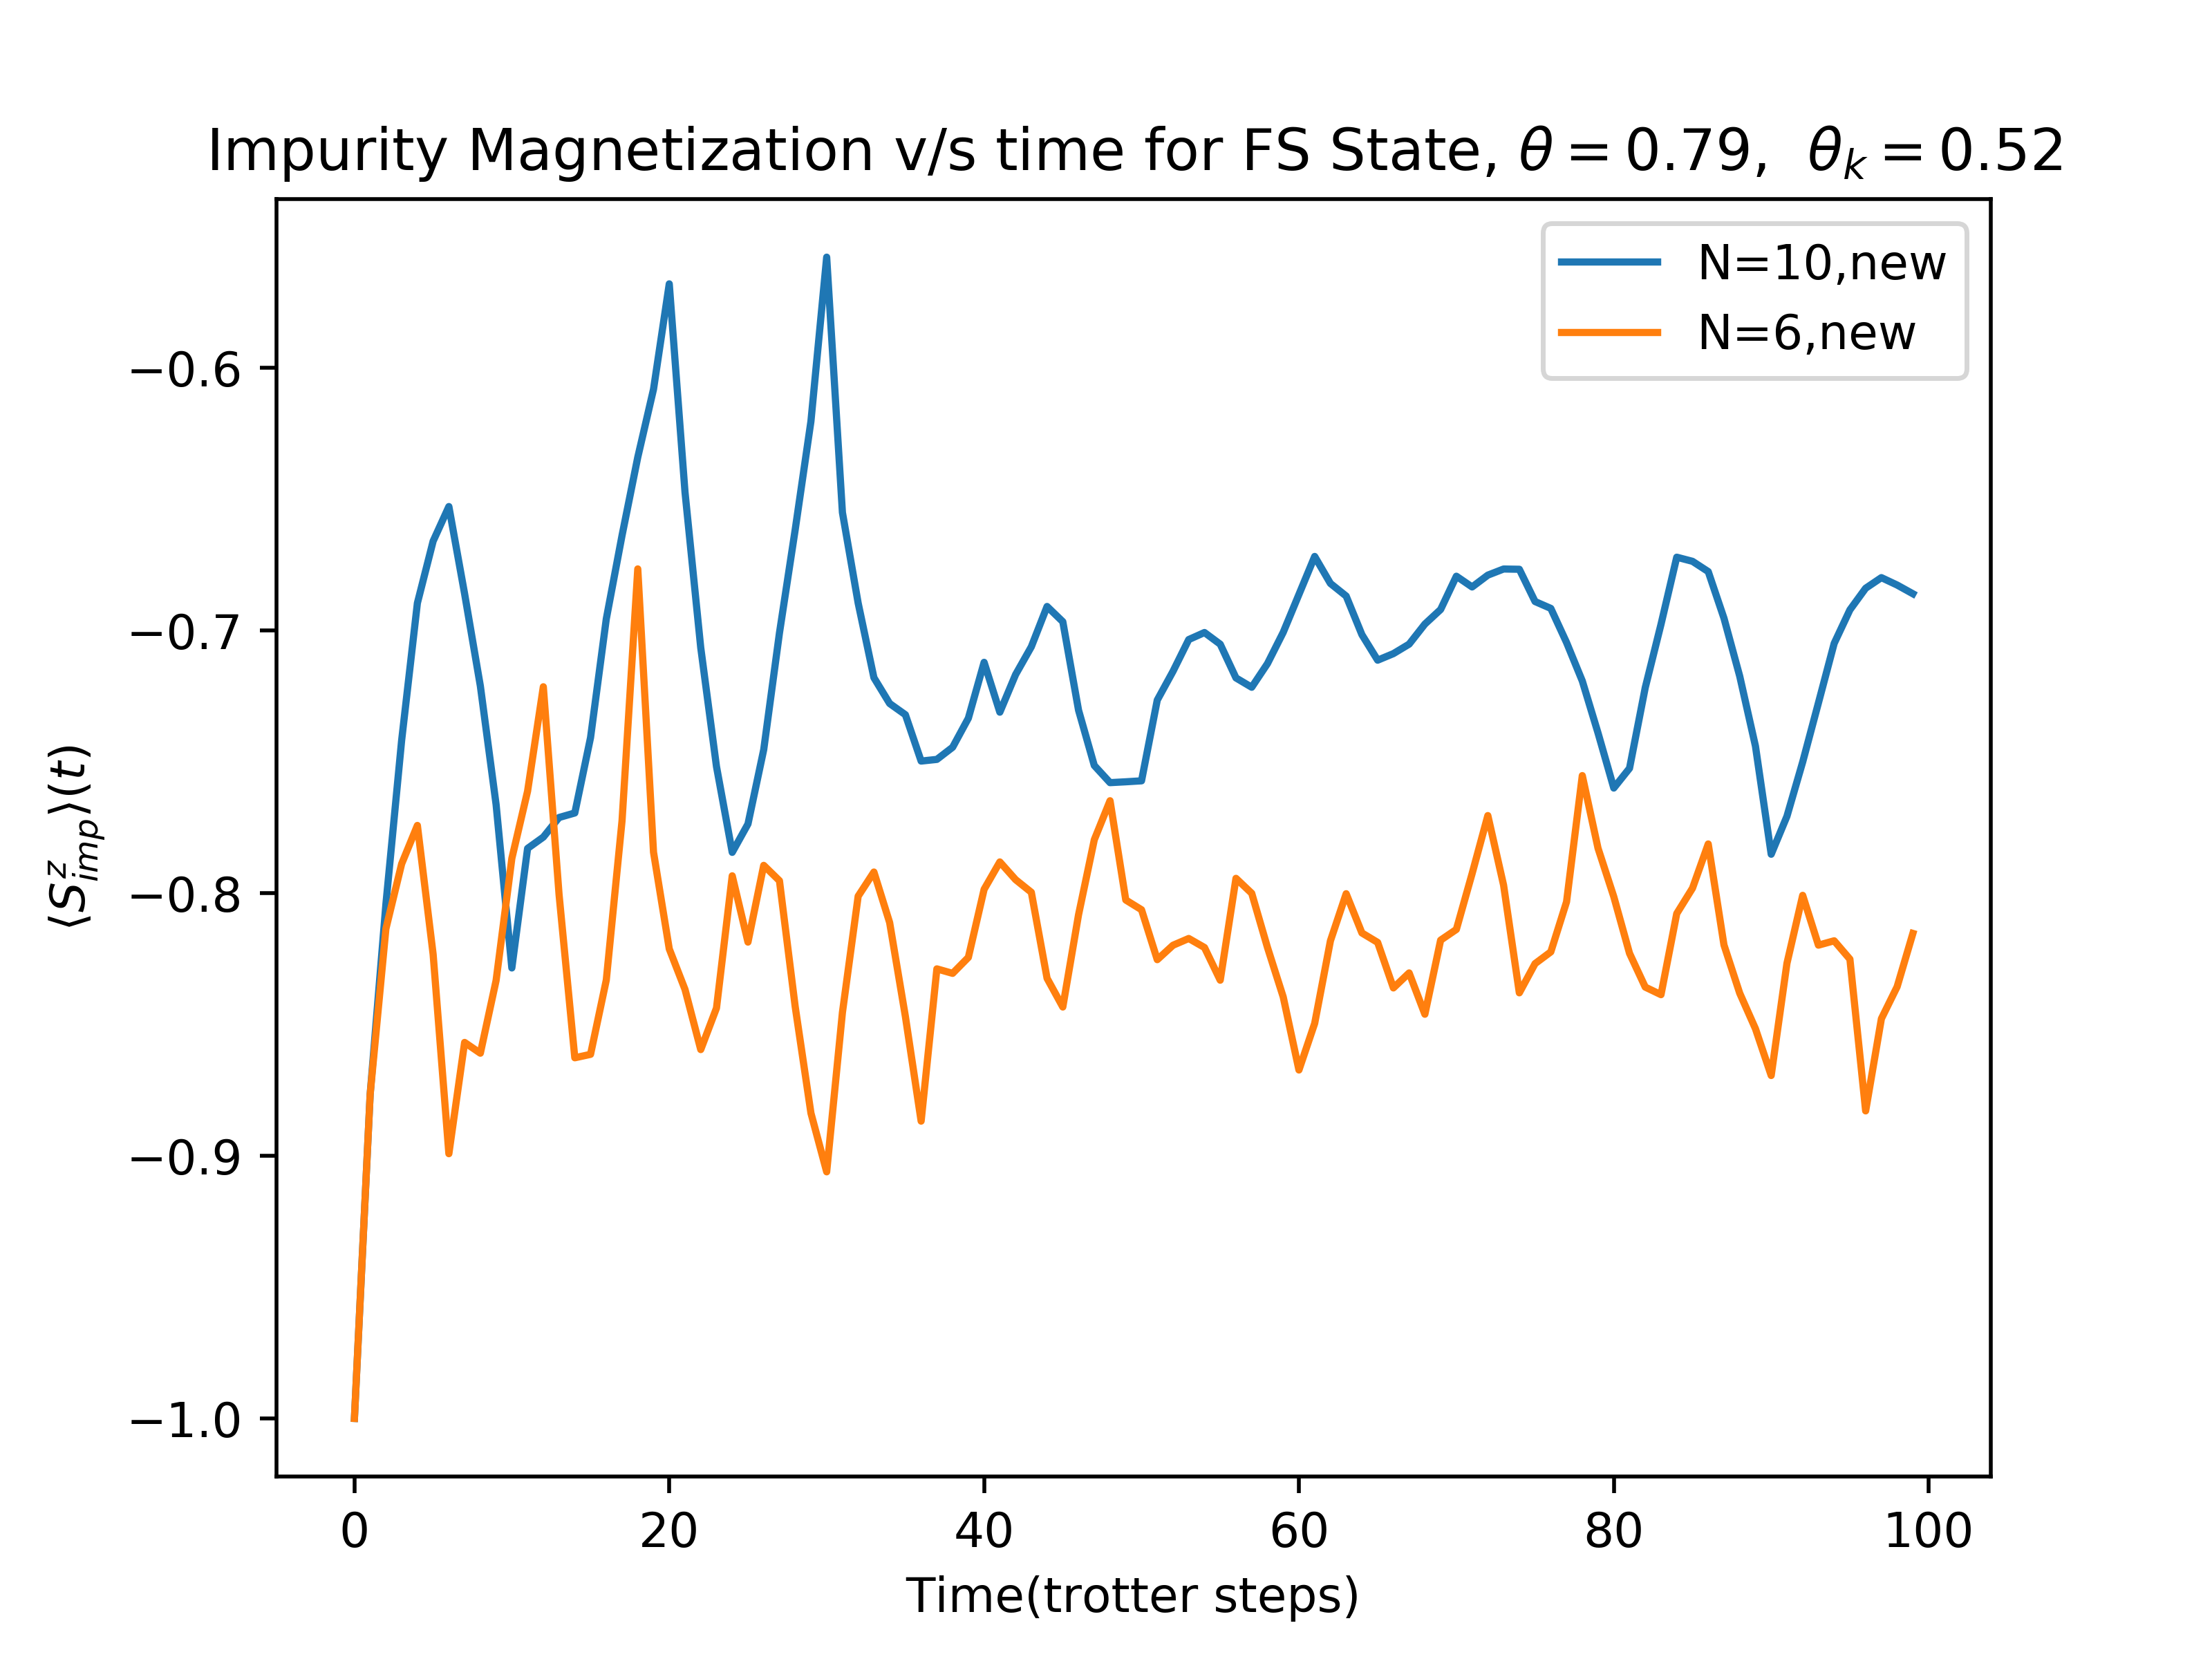 Impurity Magnetization v/s time for FS State, θ = 0.79, θ_k = 0.52
N=10,new
N=6,new
−0.6
−0.7
−0.8
−0.9
−1.0
⟨S^z_imp⟩(t)
0 20 40 60 80 100
Time(trotter steps)